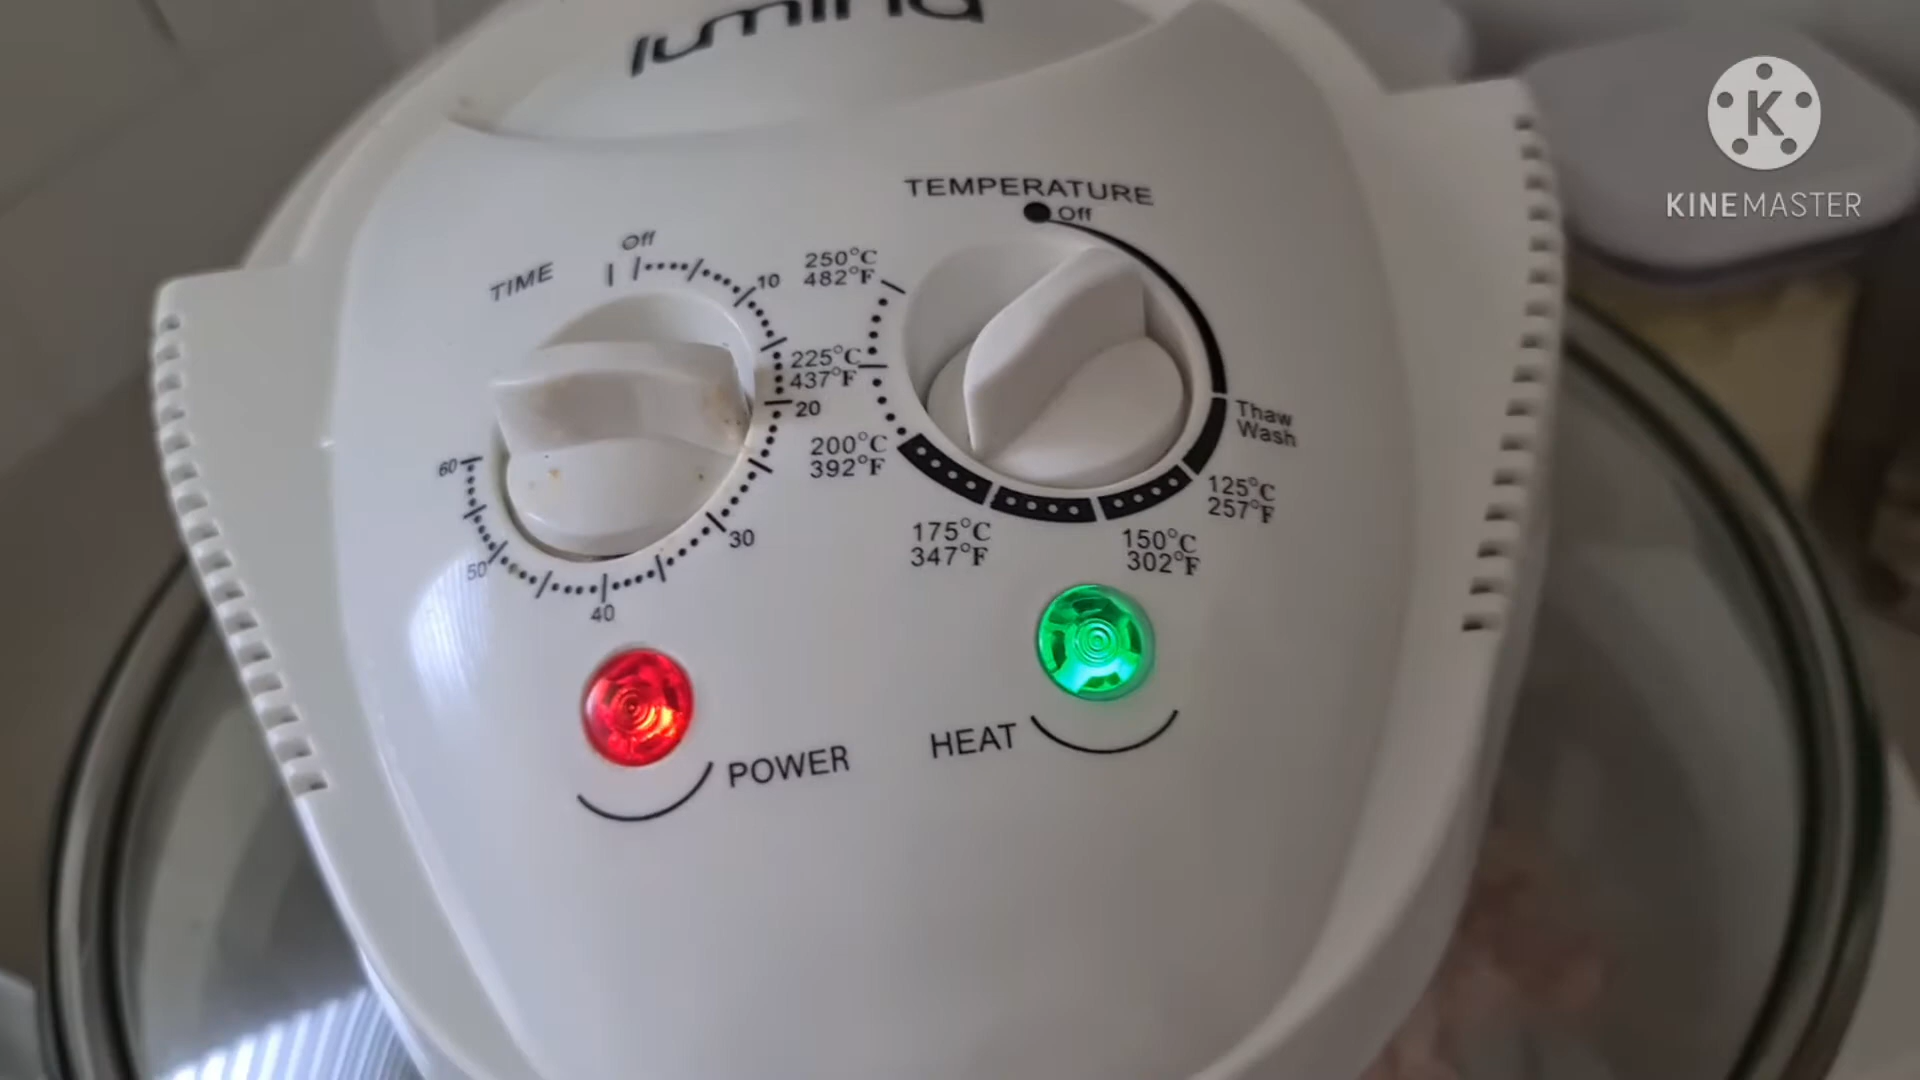 lumina
K
KINEMASTER
TEMPERATURE
Off
Off
TIME
10
20
30
40
50
60
250°C
482°F
225°C
437°F
200°C
392°F
175°C
347°F
150°C
302°F
125°C
257°F
Thaw
Wash
POWER
HEAT